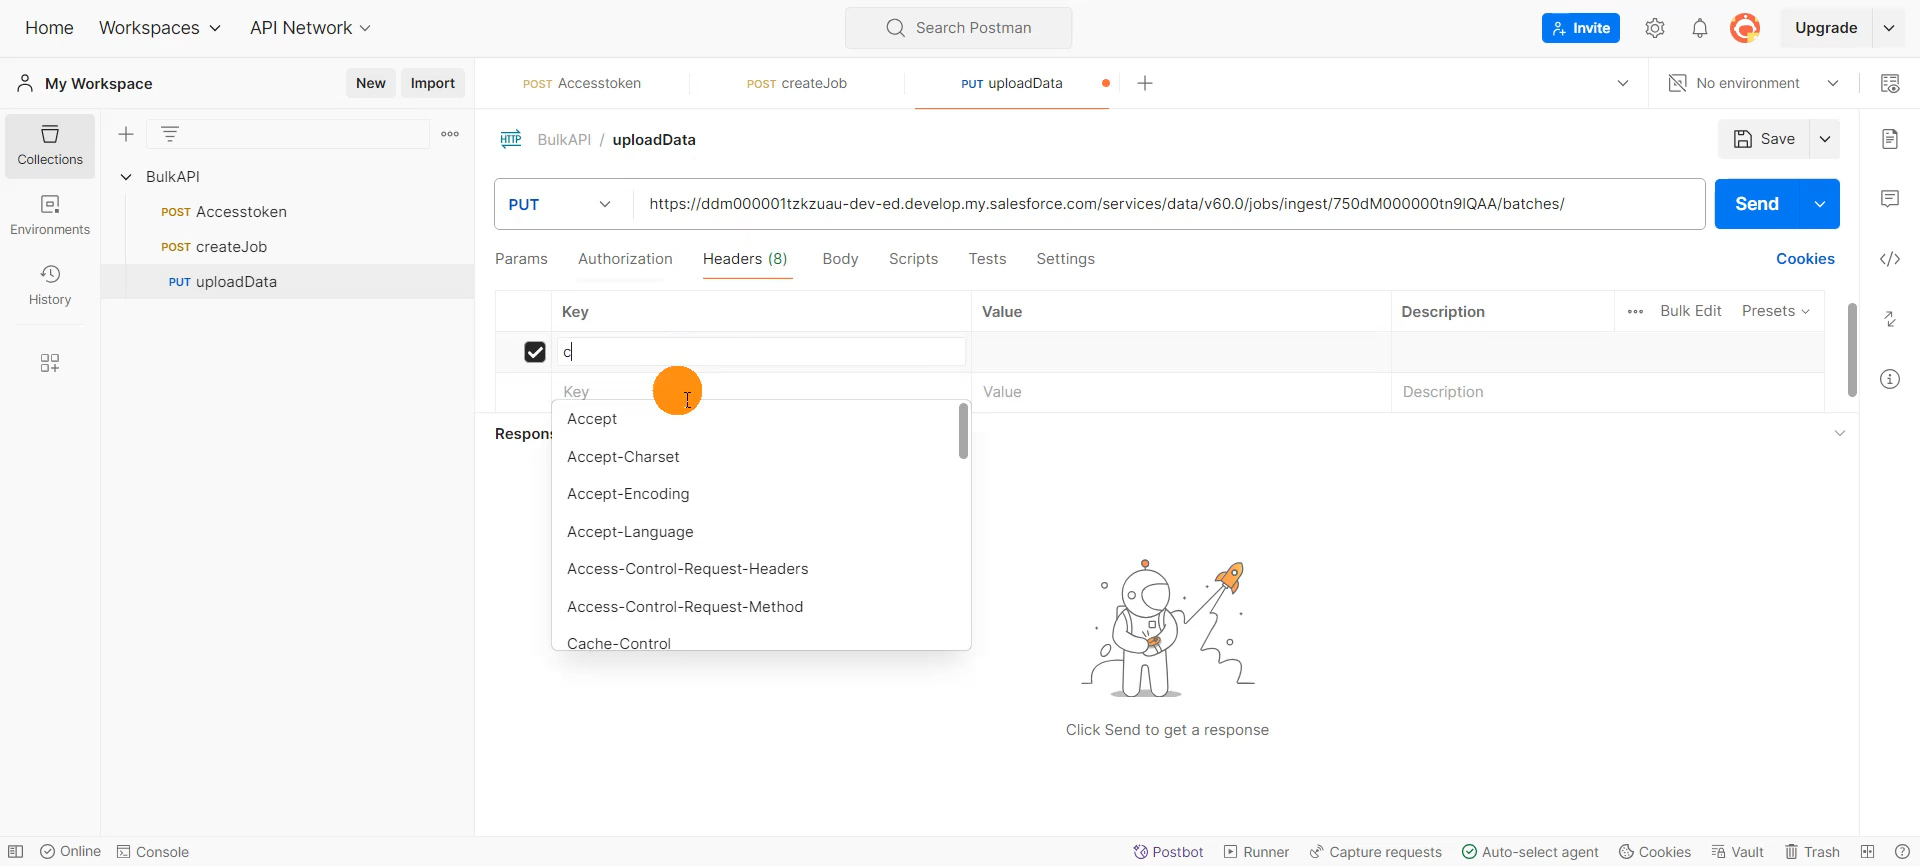 Home Workspaces API Network Search Postman Invite Upgrade
My Workspace New Import POST Accesstoken POST createJob PUT uploadData No environment
Collections
Environments
History
BulkAPI
POST Accesstoken
POST createJob
PUT uploadData
HTTP BulkAPI / uploadData Save
PUT https://ddm000001tzkzuau-dev-ed.develop.my.salesforce.com/services/data/v60.0/jobs/ingest/750dM000000tn9lQAA/batches/ Send
Params Authorization Headers (8) Body Scripts Tests Settings Cookies
Key Value Description Bulk Edit Presets
c
Key Value Description
Respons
Accept
Accept-Charset
Accept-Encoding
Accept-Language
Access-Control-Request-Headers
Access-Control-Request-Method
Cache-Control
Click Send to get a response
Online Console Postbot Runner Capture requests Auto-select agent Cookies Vault Trash